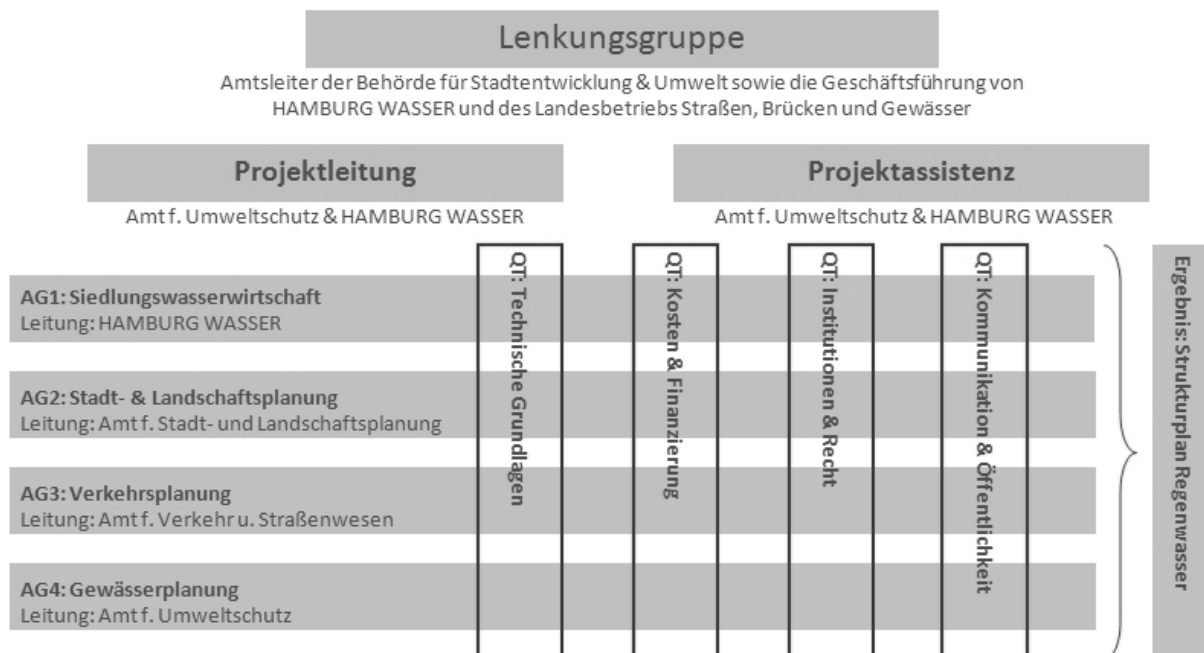 Lenkungsgruppe
Amtsleiter der Behörde für Stadtentwicklung & Umwelt sowie die Geschäftsführung von
HAMBURG WASSER und des Landesbetriebs Straßen, Brücken und Gewässer
Projektleitung
Amt f. Umweltschutz & HAMBURG WASSER
Projektassistenz
Amt f. Umweltschutz & HAMBURG WASSER
AG1: Siedlungswasserwirtschaft
Leitung: HAMBURG WASSER
AG2: Stadt- & Landschaftsplanung
Leitung: Amt f. Stadt- und Landschaftsplanung
AG3: Verkehrsplanung
Leitung: Amt f. Verkehr u. Straßenwesen
AG4: Gewässerplanung
Leitung: Amt f. Umweltschutz
QT: Technische Grundlagen
QT: Kosten & Finanzierung
QT: Institutionen & Recht
QT: Kommunikation & Öffentlichkeit
Ergebnis: Strukturplan Regenwasser